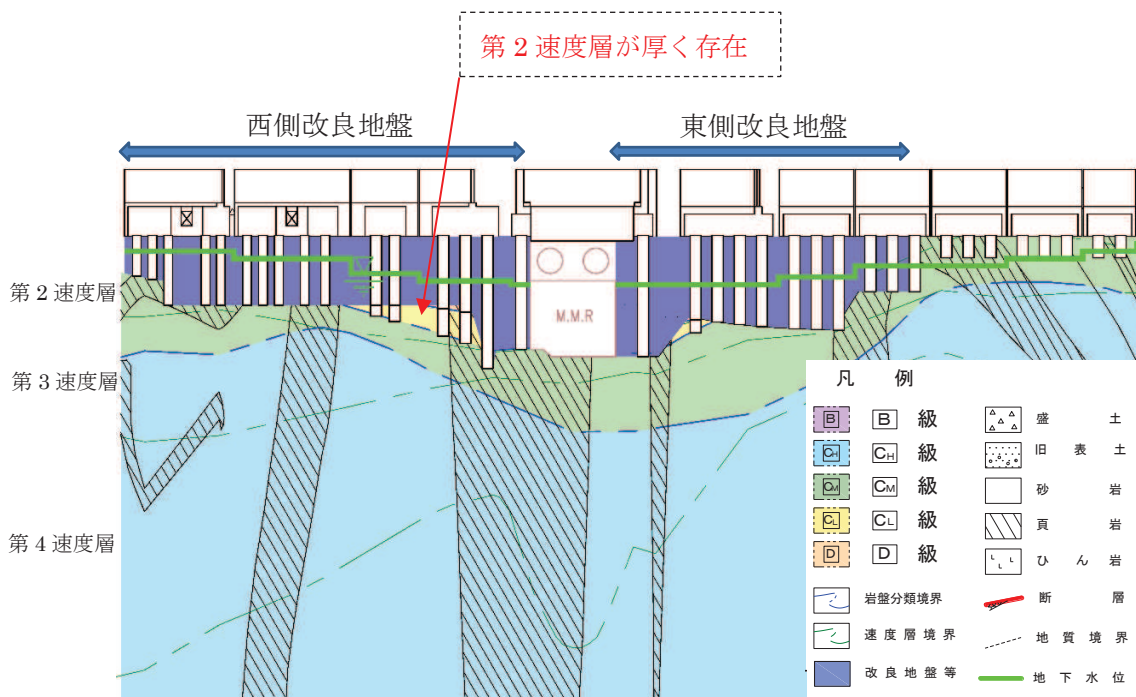 第2速度層が厚く存在
西側改良地盤
東側改良地盤
M.M.R
第2速度層
第3速度層
第4速度層
凡 例
B B 級
CH CH 級
CM CM 級
CL CL 級
D D 級
岩盤分類境界
速度層境界
改良地盤等
盛 土
旧表土
砂 岩
頁 岩
ひん岩
断 層
地質境界
地下水位